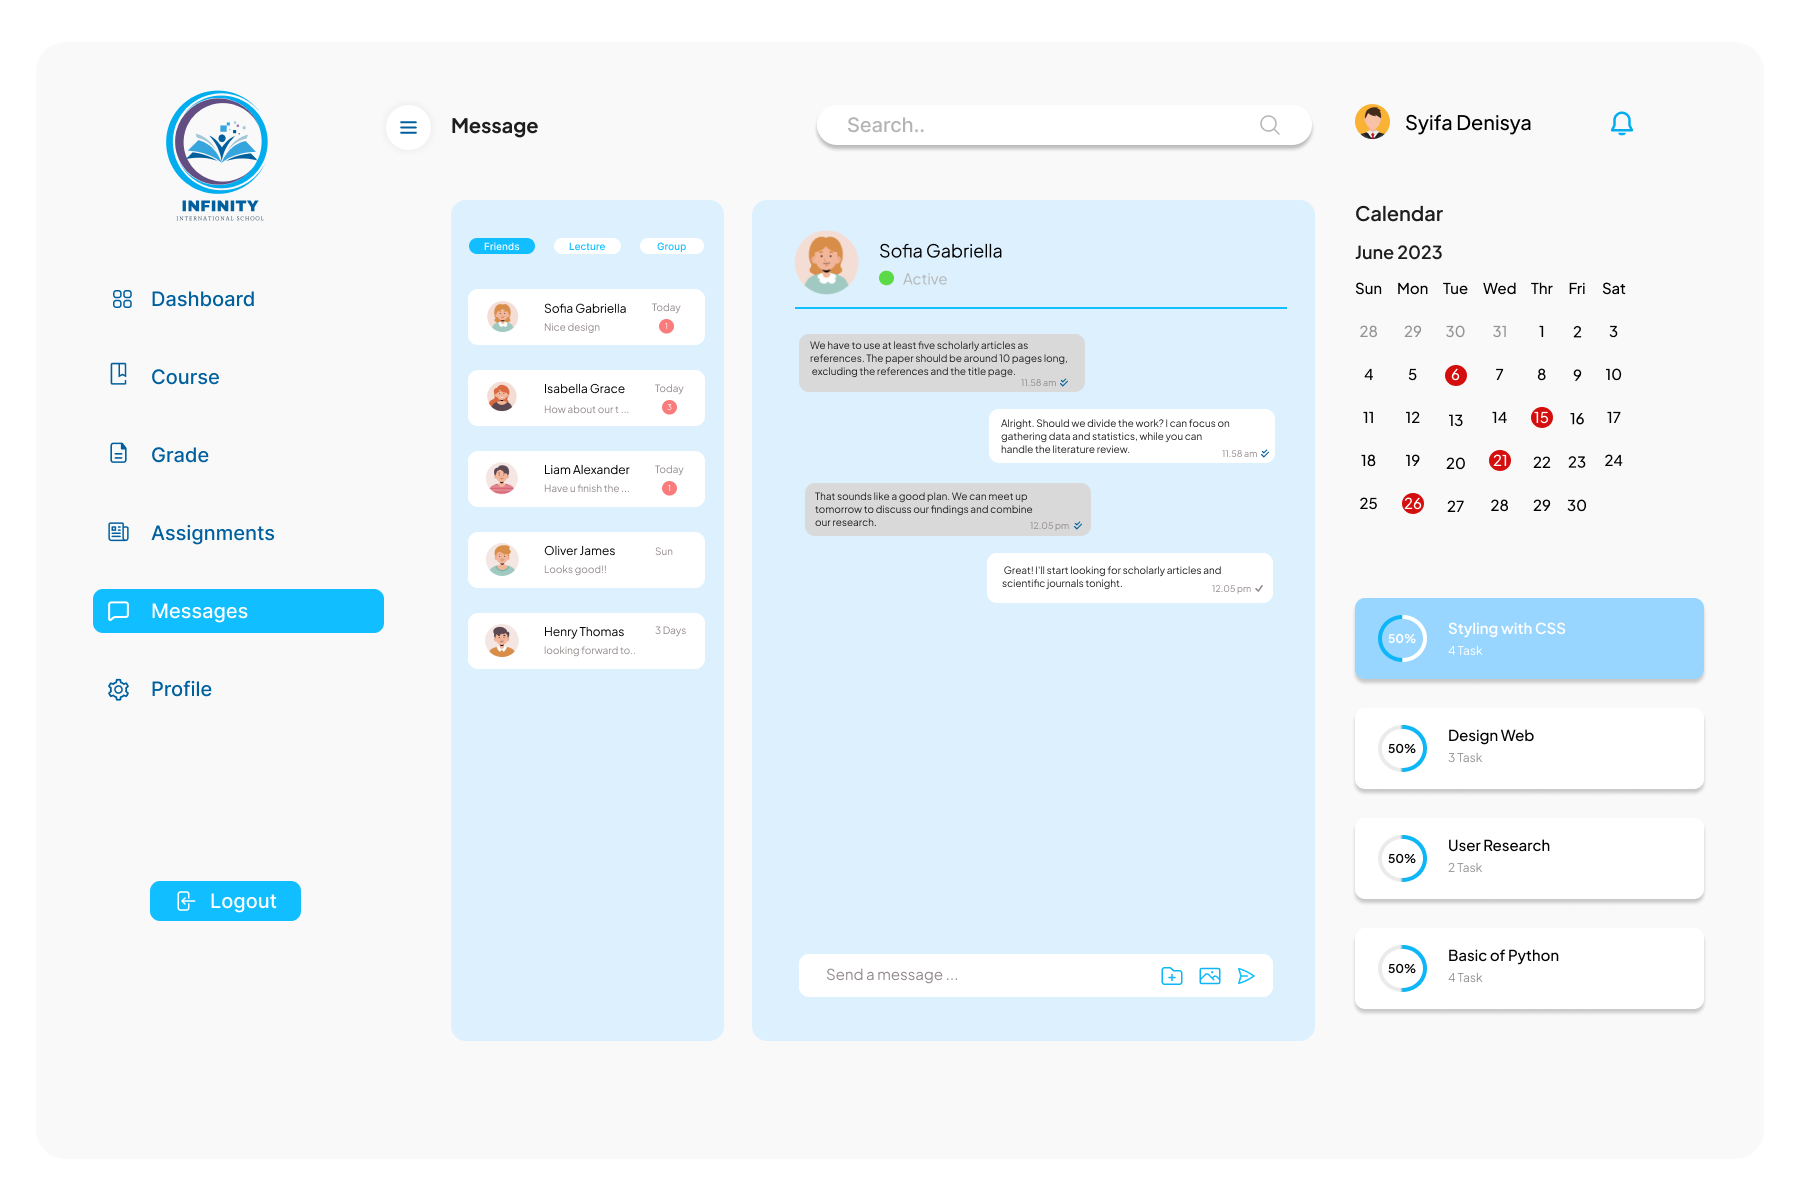 INFINITY
INTERNATIONAL SCHOOL
Dashboard
Course
Grade
Assignments
Messages
Profile
Logout
Message
Search..
Syifa Denisya
Friends
Lecture
Group
Sofia Gabriella
Today
Nice design
1
Isabella Grace
Today
How about our t ...
3
Liam Alexander
Today
Have u finish the ...
1
Oliver James
Sun
Looks good!!
Henry Thomas
3 Days
looking forward to..
Sofia Gabriella
Active
We have to use at least five scholarly articles as
references. The paper should be around 10 pages long,
excluding the references and the title page.
11.58 am
Alright. Should we divide the work? I can focus on
gathering data and statistics, while you can
handle the literature review.
11.58 am
That sounds like a good plan. We can meet up
tomorrow to discuss our findings and combine
our research.
12.05 pm
Great! I'll start looking for scholarly articles and
scientific journals tonight.
12.05 pm
Send a message ...
Calendar
June 2023
Sun Mon Tue Wed Thr Fri Sat
28 29 30 31 1 2 3
4 5 6 7 8 9 10
11 12 13 14 15 16 17
18 19 20 21 22 23 24
25 26 27 28 29 30
50%
Styling with CSS
4 Task
50%
Design Web
3 Task
50%
User Research
2 Task
50%
Basic of Python
4 Task